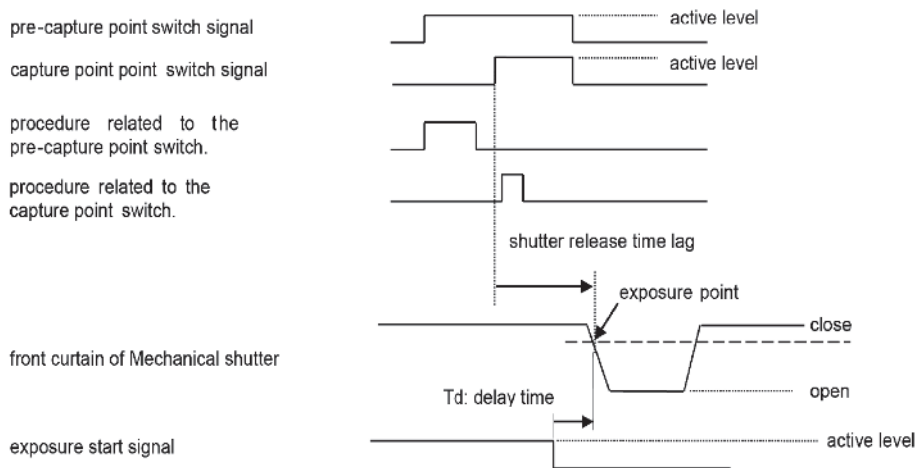 pre-capture point switch signal
active level
capture point point switch signal
active level
procedure related to the
pre-capture point switch.
procedure related to the
capture point switch.
shutter release time lag
exposure point
close
front curtain of Mechanical shutter
open
Td: delay time
exposure start signal
active level